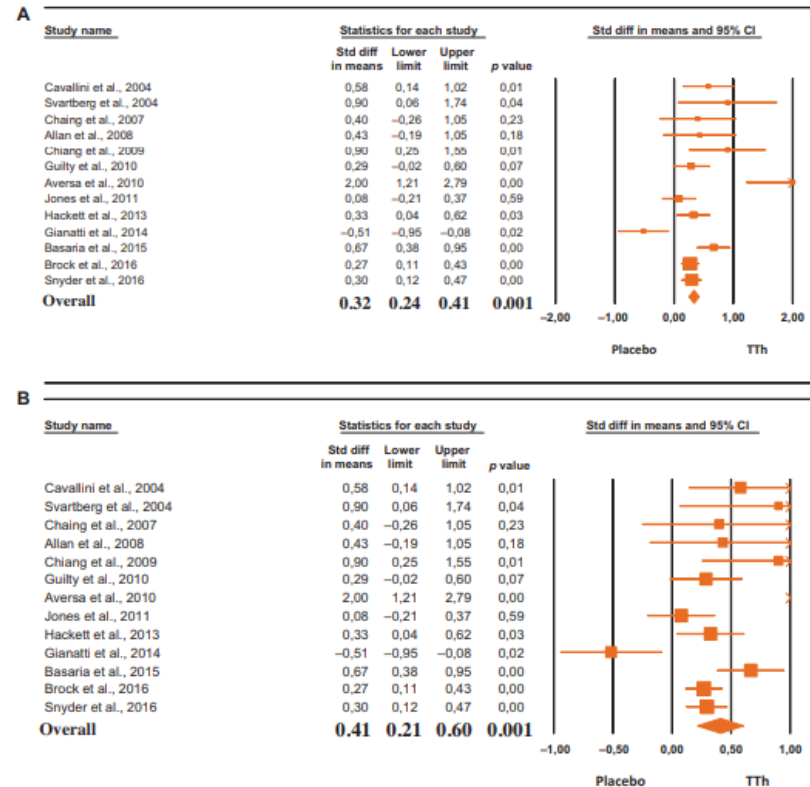 A
Study name Statistics for each study Std diff in means and 95% CI
Std diff Lower Upper
in means limit limit p value
Cavallini et al., 2004 0,58 0,14 1,02 0,01
Svartberg et al., 2004 0,90 0,06 1,74 0,04
Chaing et al., 2007 0,40 −0,26 1,05 0,23
Allan et al., 2008 0,43 −0,19 1,05 0,18
Chiang et al., 2009 0,90 0,25 1,55 0,01
Guilty et al., 2010 0,29 −0,02 0,60 0,07
Aversa et al., 2010 2,00 1,21 2,79 0,00
Jones et al., 2011 0,08 −0,21 0,37 0,59
Hackett et al., 2013 0,33 0,04 0,62 0,03
Gianatti et al., 2014 −0,51 −0,95 −0,08 0,02
Basaria et al., 2015 0,67 0,38 0,95 0,00
Brock et al., 2016 0,27 0,11 0,43 0,00
Snyder et al., 2016 0,30 0,12 0,47 0,00
Overall 0.32 0.24 0.41 0.001
−2,00 −1,00 0,00 1,00 2,00
Placebo TTh
B
Study name Statistics for each study Std diff in means and 95% CI
Std diff Lower Upper
in means limit limit p value
Cavallini et al., 2004 0,58 0,14 1,02 0,01
Svartberg et al., 2004 0,90 0,06 1,74 0,04
Chaing et al., 2007 0,40 −0,26 1,05 0,23
Allan et al., 2008 0,43 −0,19 1,05 0,18
Chiang et al., 2009 0,90 0,25 1,55 0,01
Guilty et al., 2010 0,29 −0,02 0,60 0,07
Aversa et al., 2010 2,00 1,21 2,79 0,00
Jones et al., 2011 0,08 −0,21 0,37 0,59
Hackett et al., 2013 0,33 0,04 0,62 0,03
Gianatti et al., 2014 −0,51 −0,95 −0,08 0,02
Basaria et al., 2015 0,67 0,38 0,95 0,00
Brock et al., 2016 0,27 0,11 0,43 0,00
Snyder et al., 2016 0,30 0,12 0,47 0,00
Overall 0.41 0.21 0.60 0.001
−1,00 −0,50 0,00 0,50 1,00
Placebo TTh